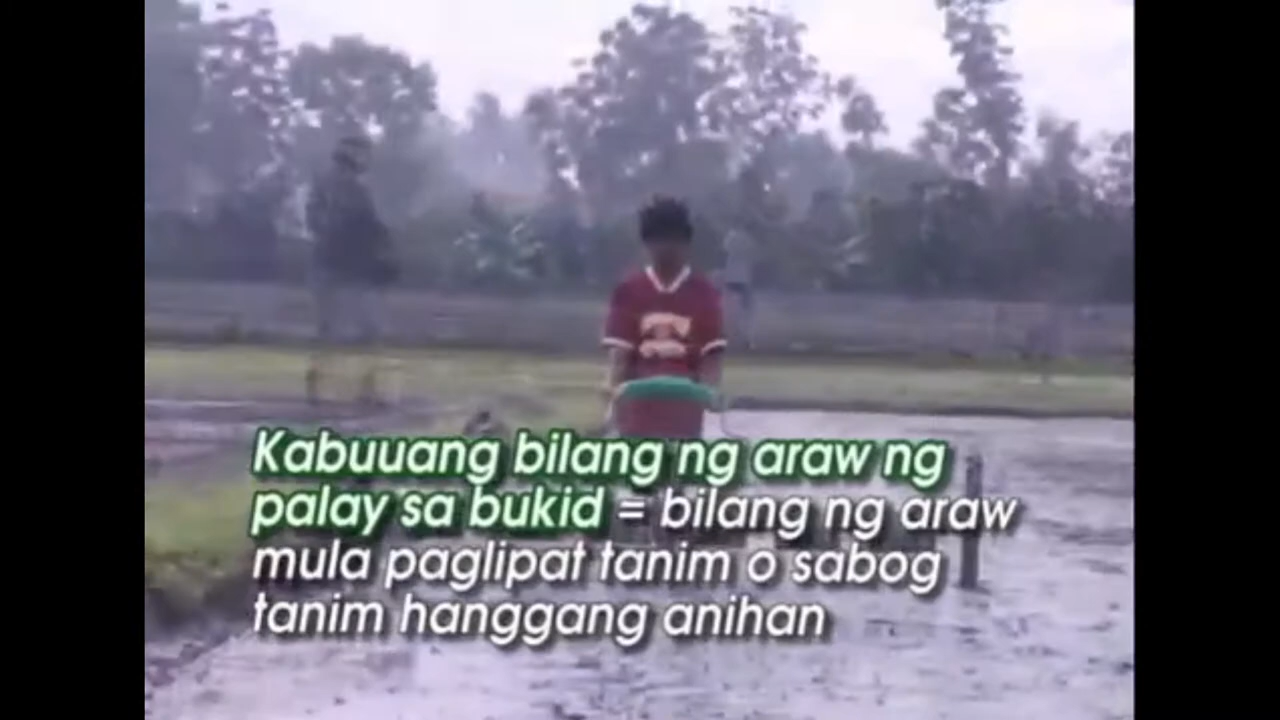 Kabuuang bilang ng araw ng
palay sa bukid = bilang ng araw
mula paglipat tanim o sabog
tanim hanggang anihan